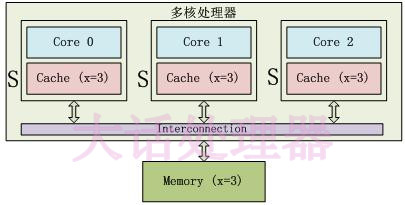 多核处理器
Core 0
Core 1
Core 2
S
Cache (x=3)
S
Cache (x=3)
S
Cache (x=3)
Interconnection
大话处理器
Memory (x=3)